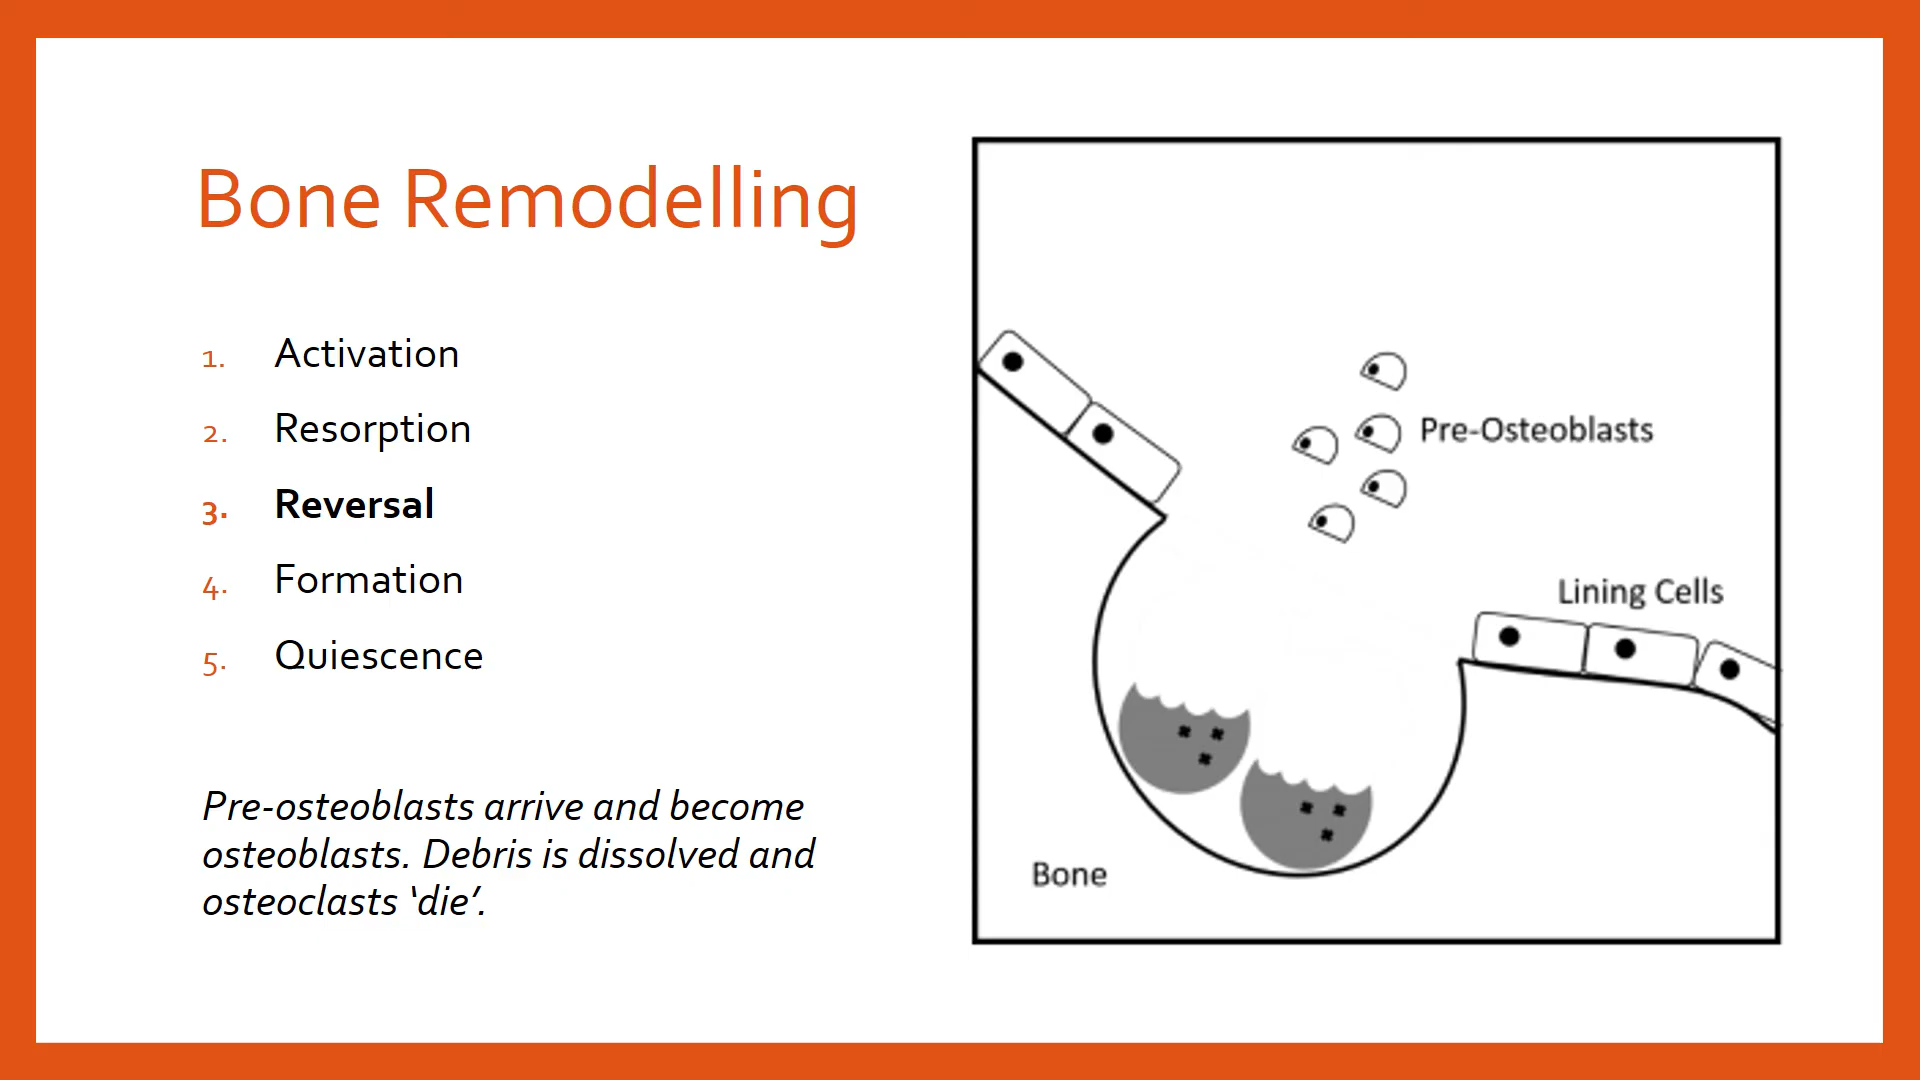 Bone Remodelling
1. Activation
2. Resorption
3. Reversal
4. Formation
5. Quiescence
Pre-osteoblasts arrive and become
osteoblasts. Debris is dissolved and
osteoclasts ‘die’.
Pre-Osteoblasts
Lining Cells
Bone